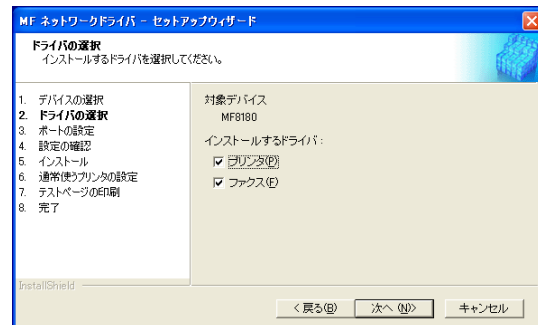 MF ネットワークドライバ - セットアップウィザード
ドライバの選択
インストールするドライバを選択してください。
1. デバイスの選択
2. ドライバの選択
3. ポートの設定
4. 設定の確認
5. インストール
6. 通常使うプリンタの設定
7. テストページの印刷
8. 完了
対象デバイス
MF8180
インストールするドライバ:
プリンタ(P)
ファクス(F)
InstallShield
< 戻る(B)
次へ (N)>
キャンセル